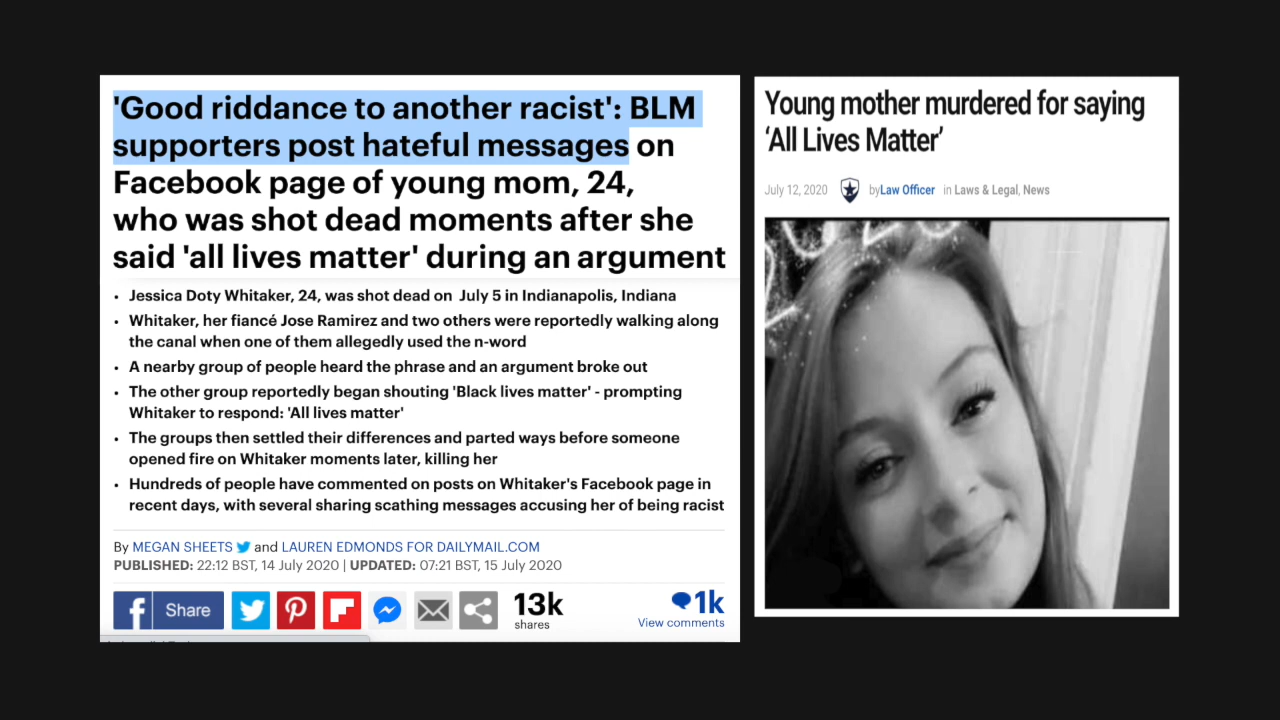 'Good riddance to another racist': BLM
supporters post hateful messages on
Facebook page of young mom, 24,
who was shot dead moments after she
said 'all lives matter' during an argument
• Jessica Doty Whitaker, 24, was shot dead on July 5 in Indianapolis, Indiana
• Whitaker, her fiancé Jose Ramirez and two others were reportedly walking along
the canal when one of them allegedly used the n-word
• A nearby group of people heard the phrase and an argument broke out
• The other group reportedly began shouting 'Black lives matter' - prompting
Whitaker to respond: 'All lives matter'
• The groups then settled their differences and parted ways before someone
opened fire on Whitaker moments later, killing her
• Hundreds of people have commented on posts on Whitaker's Facebook page in
recent days, with several sharing scathing messages accusing her of being racist
By MEGAN SHEETS and LAUREN EDMONDS FOR DAILYMAIL.COM
PUBLISHED: 22:12 BST, 14 July 2020 | UPDATED: 07:21 BST, 15 July 2020
Share
13k
shares
1k
View comments
Young mother murdered for saying
‘All Lives Matter’
July 12, 2020 by Law Officer in Laws & Legal, News